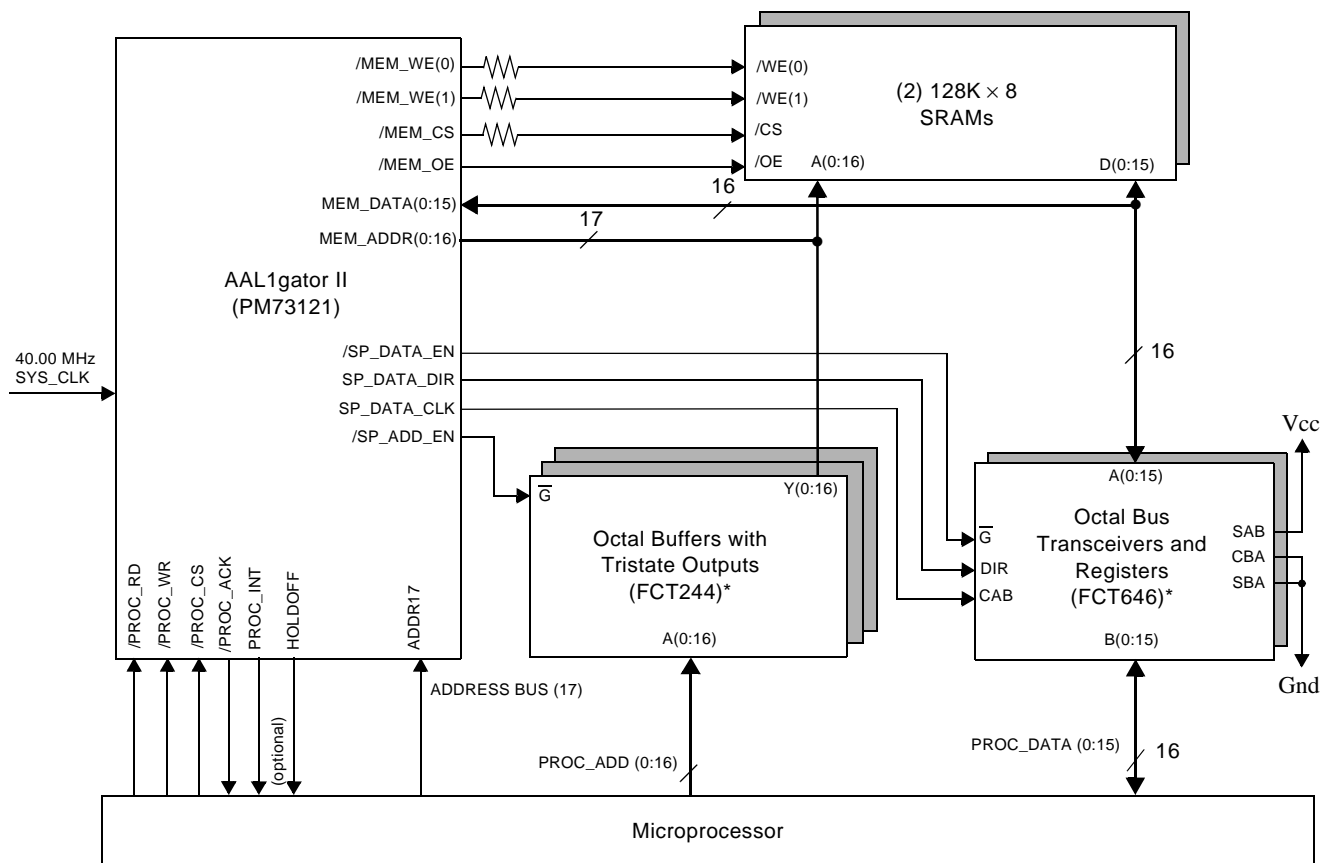 /MEM_WE(0)
/MEM_WE(1)
/MEM_CS
/MEM_OE
MEM_DATA(0:15)
MEM_ADDR(0:16)
AAL1gator II
(PM73121)
40.00 MHz
SYS_CLK
/SP_DATA_EN
SP_DATA_DIR
SP_DATA_CLK
/SP_ADD_EN
/PROC_RD
/PROC_WR
/PROC_CS
/PROC_ACK
PROC_INT
HOLDOFF
ADDR17
(optional)
ADDRESS BUS (17)
/WE(0)
/WE(1)
/CS
/OE
(2) 128K × 8
SRAMs
A(0:16)
D(0:15)
16
17
16
G
Y(0:16)
Octal Buffers with
Tristate Outputs
(FCT244)*
A(0:16)
PROC_ADD (0:16)
A(0:15)
G
DIR
CAB
Octal Bus
Transceivers and
Registers
(FCT646)*
B(0:15)
SAB
CBA
SBA
Vcc
Gnd
PROC_DATA (0:15)
16
Microprocessor